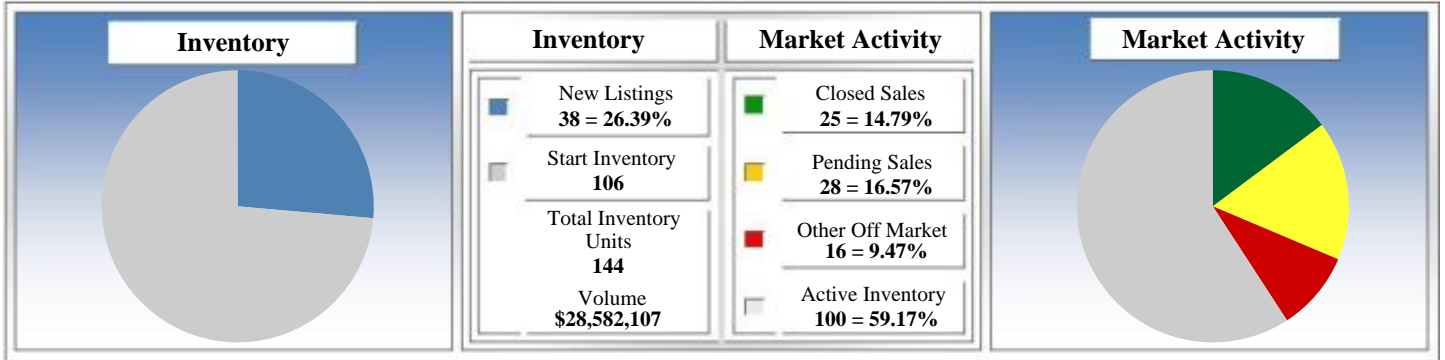 Inventory
Inventory
Market Activity
New Listings
38 = 26.39%
Start Inventory
106
Total Inventory
Units
144
Volume
$28,582,107
Closed Sales
25 = 14.79%
Pending Sales
28 = 16.57%
Other Off Market
16 = 9.47%
Active Inventory
100 = 59.17%
Market Activity